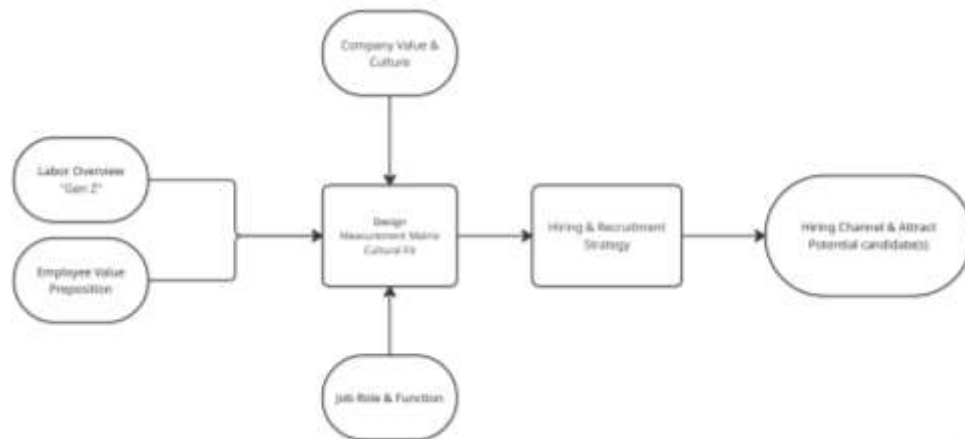 Company Value &
Culture
Labor Overview
"Gen Z"
Employee Value
Preposition
Design
Measurement Matrix
Cultural Fit
Hiring & Recruitment
Strategy
Hiring Channel & Attract
Potential candidate(s)
Job Role & Function